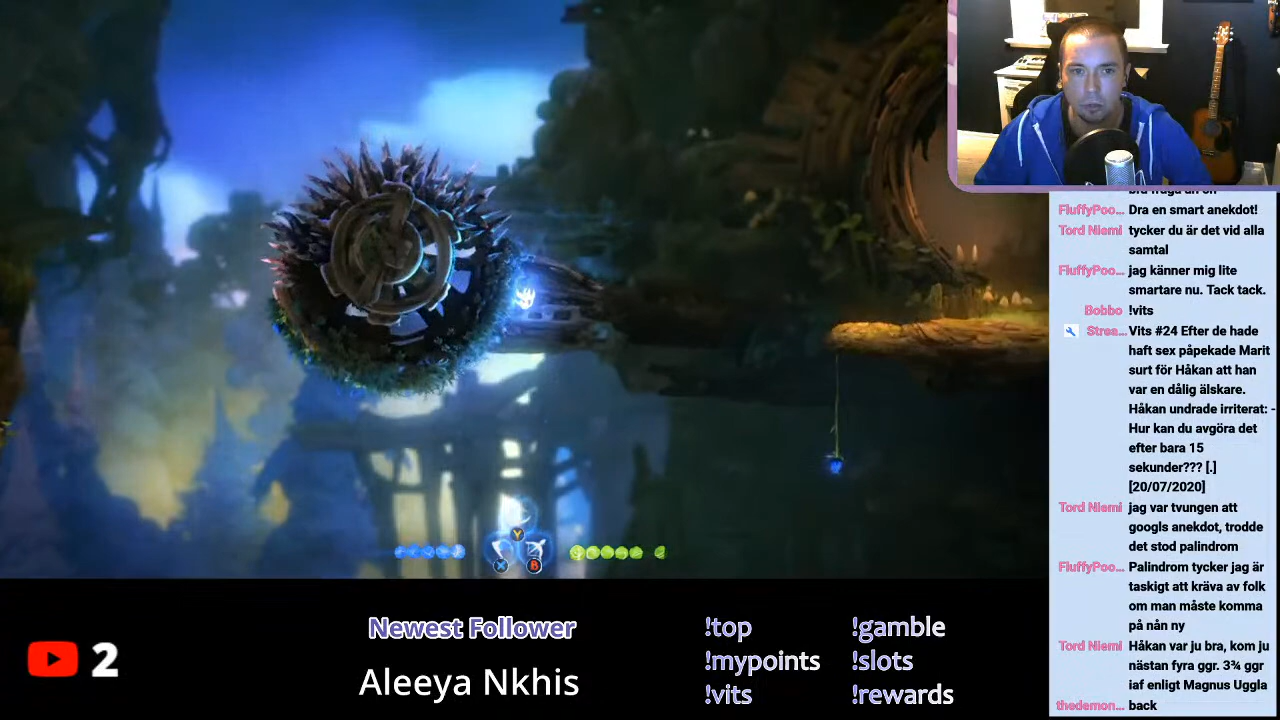 FluffyPoo... Dra en smart anekdot!
Tord Niemi tycker du är det vid alla
samtal
FluffyPoo... jag känner mig lite
smartare nu. Tack tack.
Bobbo !vits
Strea... Vits #24 Efter de hade
haft sex påpekade Marit
surt för Håkan att han
var en dålig älskare.
Håkan undrade irriterat: -
Hur kan du avgöra det
efter bara 15
sekunder??? [.]
[20/07/2020]
Tord Niemi jag var tvungen att
googls anekdot, trodde
det stod palindrom
FluffyPoo... Palindrom tycker jag är
taskigt att kräva av folk
om man måste komma
på nån ny
Tord Niemi Håkan var ju bra, kom ju
nästan fyra ggr. 3¾ ggr
iaf enligt Magnus Uggla
thedemon... back
Y
X B
2
Newest Follower
Aleeya Nkhis
!top !gamble
!mypoints !slots
!vits !rewards